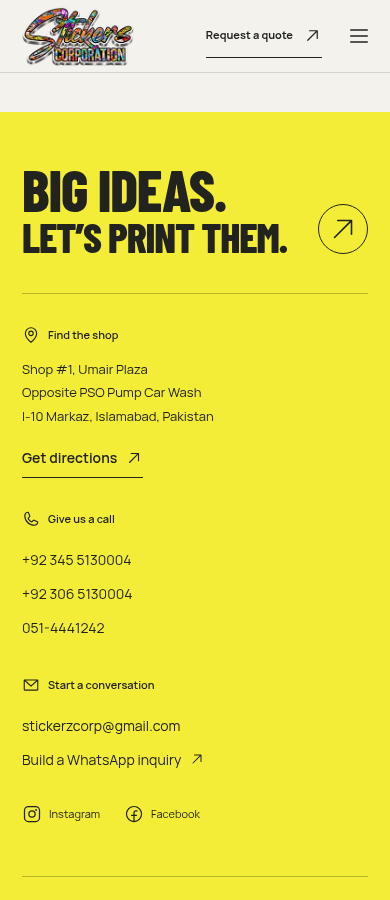 Stickers
CORPORATION
Request a quote
BIG IDEAS.
LET'S PRINT THEM.
Find the shop
Shop #1, Umair Plaza
Opposite PSO Pump Car Wash
I-10 Markaz, Islamabad, Pakistan
Get directions
Give us a call
+92 345 5130004
+92 306 5130004
051-4441242
Start a conversation
stickerzcorp@gmail.com
Build a WhatsApp inquiry
Instagram
Facebook